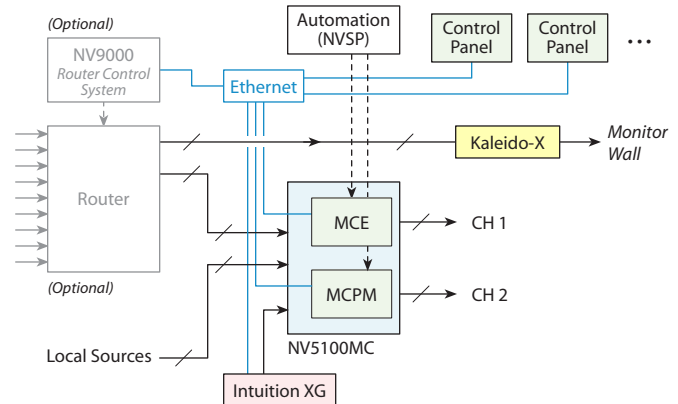 (Optional)
NV9000
Router Control
System
Automation
(NVSP)
Control
Panel
Control
Panel
...
Ethernet
Kaleido-X
Monitor
Wall
Router
MCE
CH 1
(Optional)
MCPM
CH 2
NV5100MC
Local Sources
Intuition XG